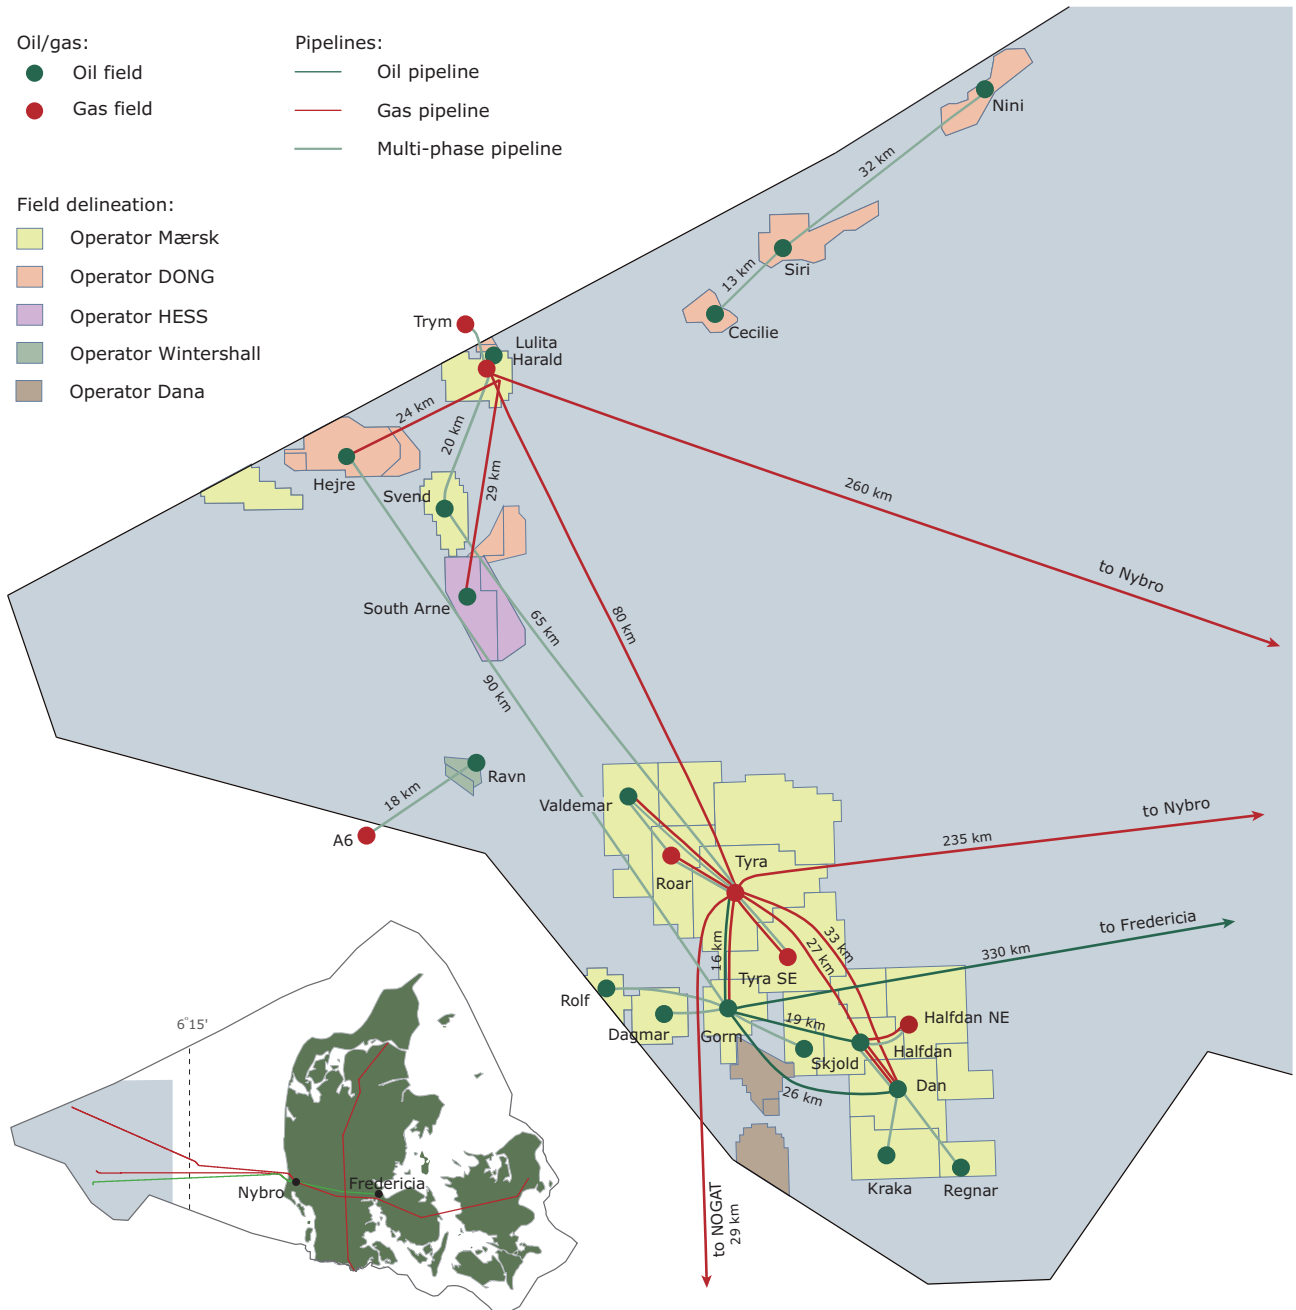 Oil/gas:
Oil field
Gas field
Pipelines:
Oil pipeline
Gas pipeline
Multi-phase pipeline
Field delineation:
Operator Mærsk
Operator DONG
Operator HESS
Operator Wintershall
Operator Dana
Nini
32 km
Siri
13 km
Cecilie
Trym
Lulita
Harald
24 km
20 km
29 km
Hejre
Svend
260 km
to Nybro
South Arne
65 km
80 km
90 km
Ravn
18 km
A6
Valdemar
Roar
Tyra
235 km
to Nybro
33 km
27 km
16 km
Tyra SE
330 km
to Fredericia
Rolf
Dagmar
Gorm
19 km
Skjold
Halfdan NE
Halfdan
Dan
26 km
Kraka
Regnar
to NOGAT
29 km
6°15'
Nybro
Fredericia